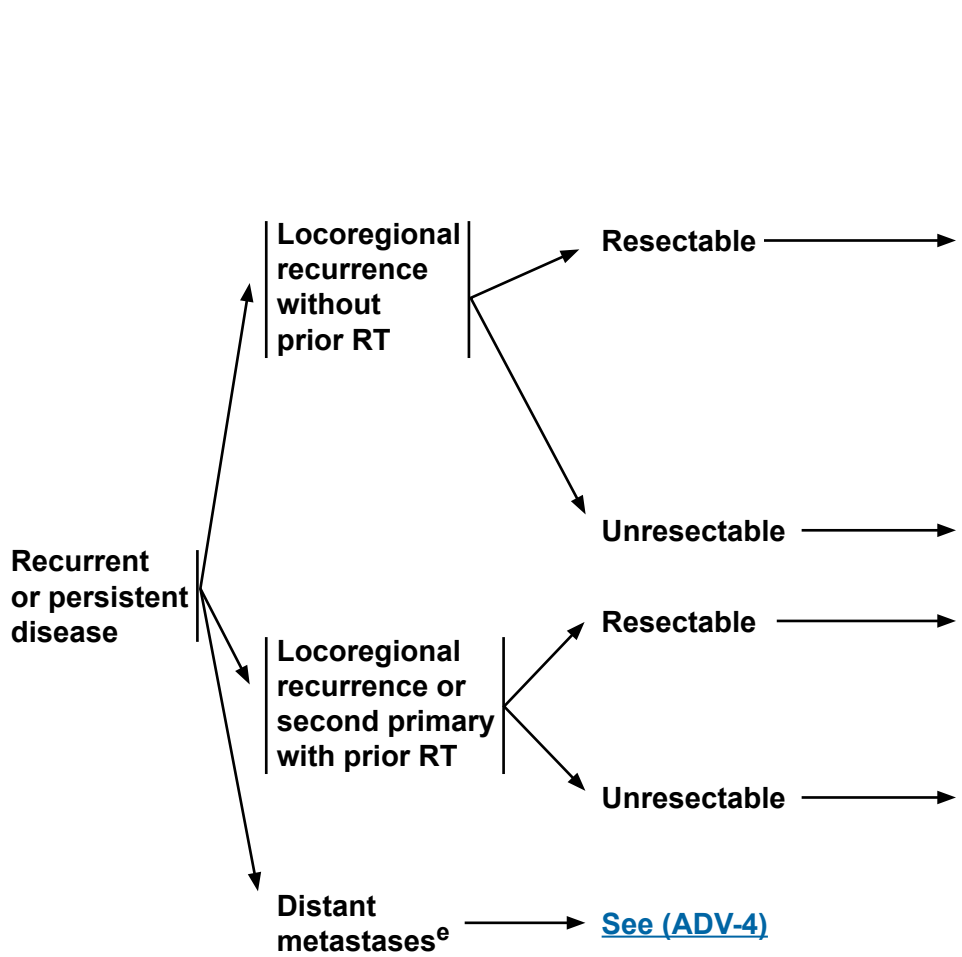 Recurrent
or persistent
disease
Locoregional
recurrence
without
prior RT
Resectable
Unresectable
Locoregional
recurrence or
second primary
with prior RT
Resectable
Unresectable
Distant
metastasesᵉ
See (ADV-4)